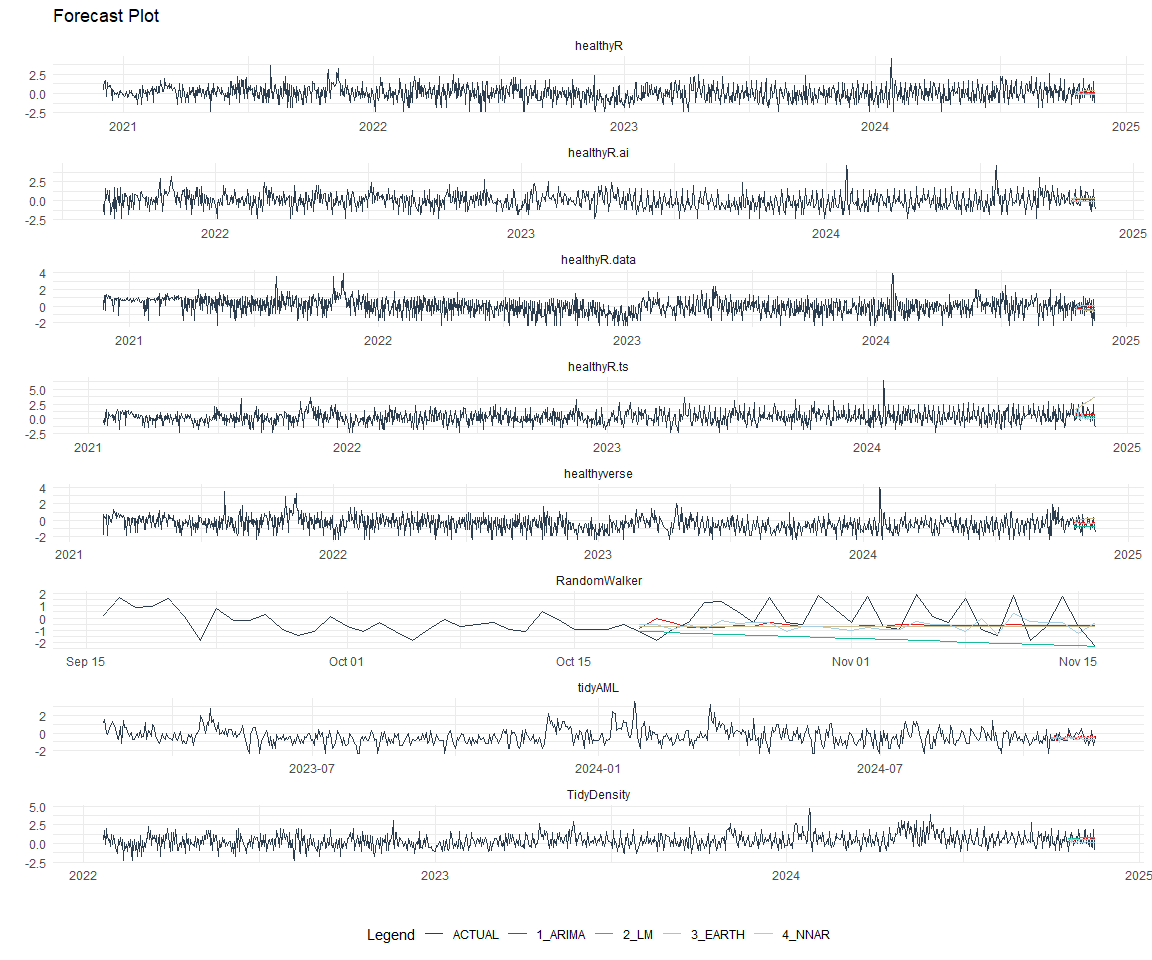 Forecast Plot
healthyR
2.5
0.0
-2.5
2021 2022 2023 2024 2025
healthyR.ai
2.5
0.0
-2.5
2022 2023 2024 2025
healthyR.data
4
2
0
-2
2021 2022 2023 2024 2025
healthyR.ts
5.0
2.5
0.0
-2.5
2021 2022 2023 2024 2025
healthyverse
4
2
0
-2
2021 2022 2023 2024 2025
RandomWalker
2
1
0
-1
-2
Sep 15 Oct 01 Oct 15 Nov 01 Nov 15
tidyAML
2
0
-2
2023-07 2024-01 2024-07
TidyDensity
5.0
2.5
0.0
-2.5
2022 2023 2024 2025
Legend ACTUAL 1_ARIMA 2_LM 3_EARTH 4_NNAR